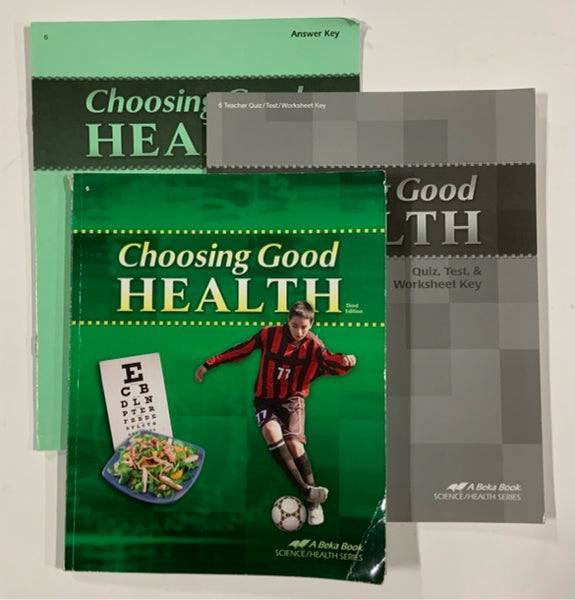 6
Answer Key
Choosing Good
HEA
6 Teacher Quiz/Test/Worksheet Key
Good
LTH
Quiz, Test, &
Worksheet Key
A Beka Book
SCIENCE/HEALTH SERIES
6
Choosing Good
HEALTH
Third
Edition
E
C B
D L N
P T E R
77
77
A Beka Book
SCIENCE/HEALTH SERIES